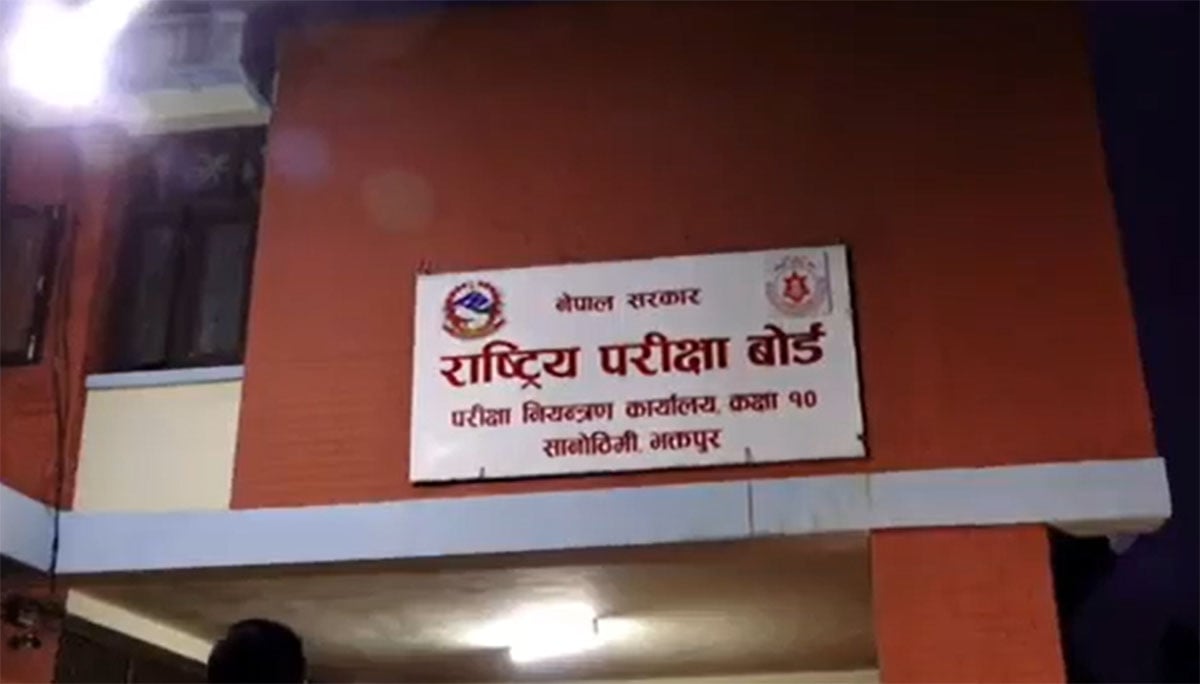 नेपाल सरकार
राष्ट्रिय परीक्षा बोर्ड
परीक्षा नियन्त्रण कार्यालय, कक्षा १०
सानोठिमी, भक्तपुर